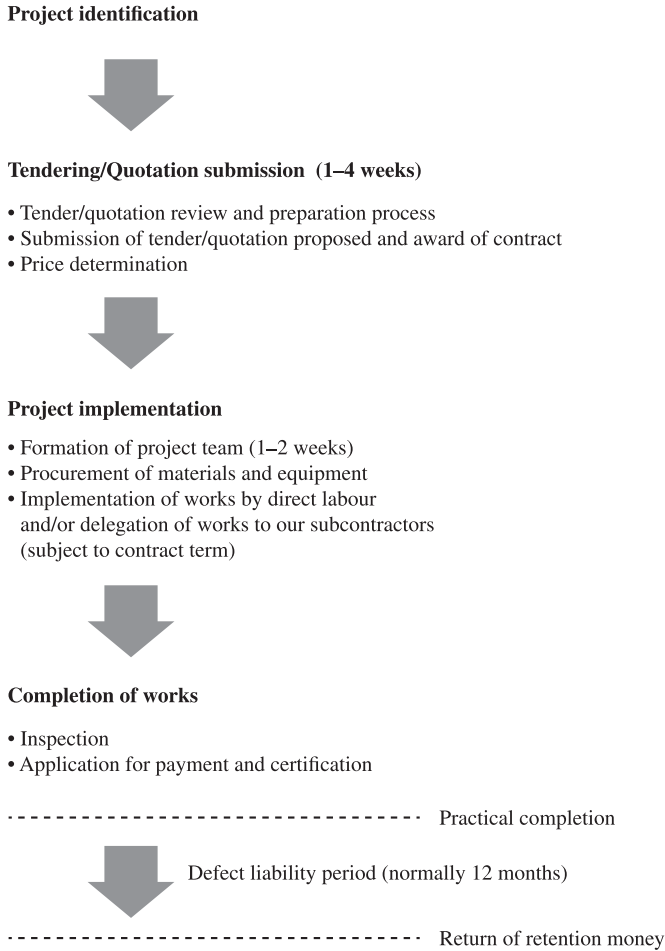 Project identification
Tendering/Quotation submission (1–4 weeks)
• Tender/quotation review and preparation process
• Submission of tender/quotation proposed and award of contract
• Price determination
Project implementation
• Formation of project team (1–2 weeks)
• Procurement of materials and equipment
• Implementation of works by direct labour
and/or delegation of works to our subcontractors
(subject to contract term)
Completion of works
• Inspection
• Application for payment and certification
Practical completion
Defect liability period (normally 12 months)
Return of retention money